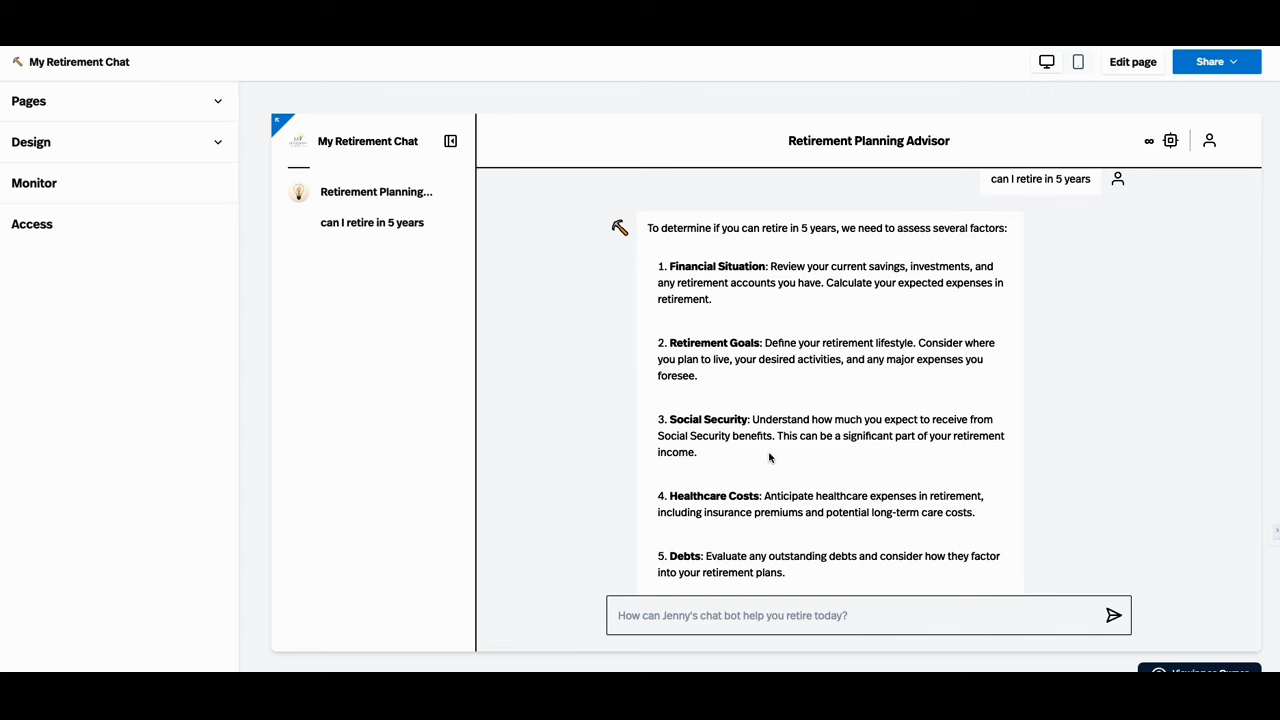 My Retirement Chat
Edit page
Share
Pages
Design
Monitor
Access
My Retirement Chat
Retirement Planning Advisor
∞
Retirement Planning...
can I retire in 5 years
can I retire in 5 years
To determine if you can retire in 5 years, we need to assess several factors:
1. Financial Situation: Review your current savings, investments, and
any retirement accounts you have. Calculate your expected expenses in
retirement.
2. Retirement Goals: Define your retirement lifestyle. Consider where
you plan to live, your desired activities, and any major expenses you
foresee.
3. Social Security: Understand how much you expect to receive from
Social Security benefits. This can be a significant part of your retirement
income.
4. Healthcare Costs: Anticipate healthcare expenses in retirement,
including insurance premiums and potential long-term care costs.
5. Debts: Evaluate any outstanding debts and consider how they factor
into your retirement plans.
How can Jenny's chat bot help you retire today?